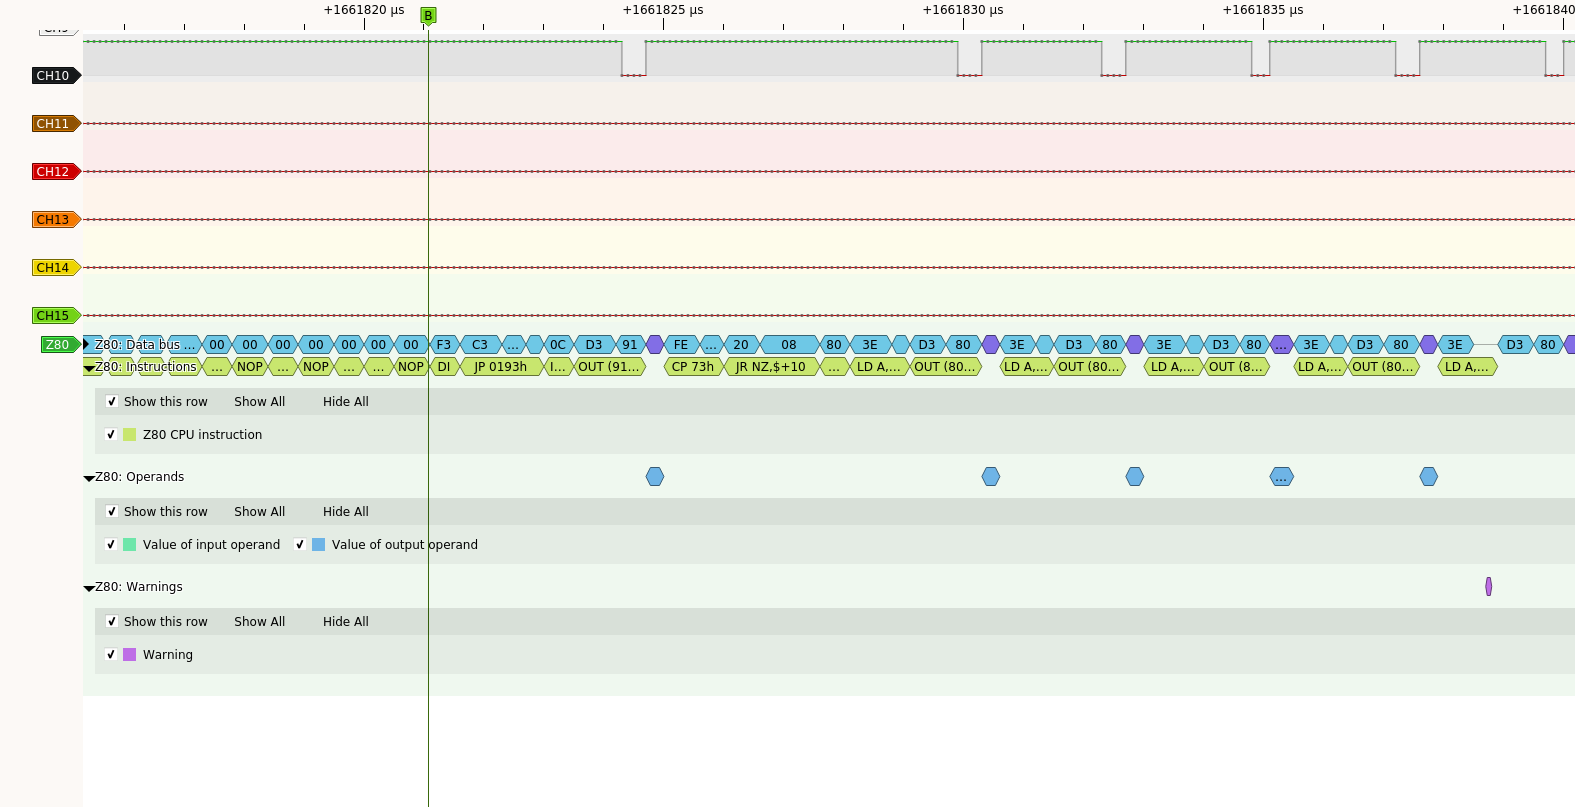 +1661820 µs +1661825 µs +1661830 µs +1661835 µs +1661840
B
CH10
CH11
CH12
CH13
CH14
CH15
Z80 Z80: Data bus ... 00 00 00 00 00 00 00 F3 C3 ... 0C D3 91 FE ... 20 08 80 3E D3 80 3E D3 80 3E D3 80 ... 3E D3 80 3E D3 80
Z80: Instructions ... NOP ... NOP ... ... NOP DI JP 0193h I... OUT (91... CP 73h JR NZ,$+10 ... LD A,... OUT (80... LD A,... OUT (80... LD A,... OUT (8... LD A,... OUT (80... LD A,...
Show this row Show All Hide All
Z80 CPU instruction
Z80: Operands ...
Show this row Show All Hide All
Value of input operand Value of output operand
Z80: Warnings
Show this row Show All Hide All
Warning